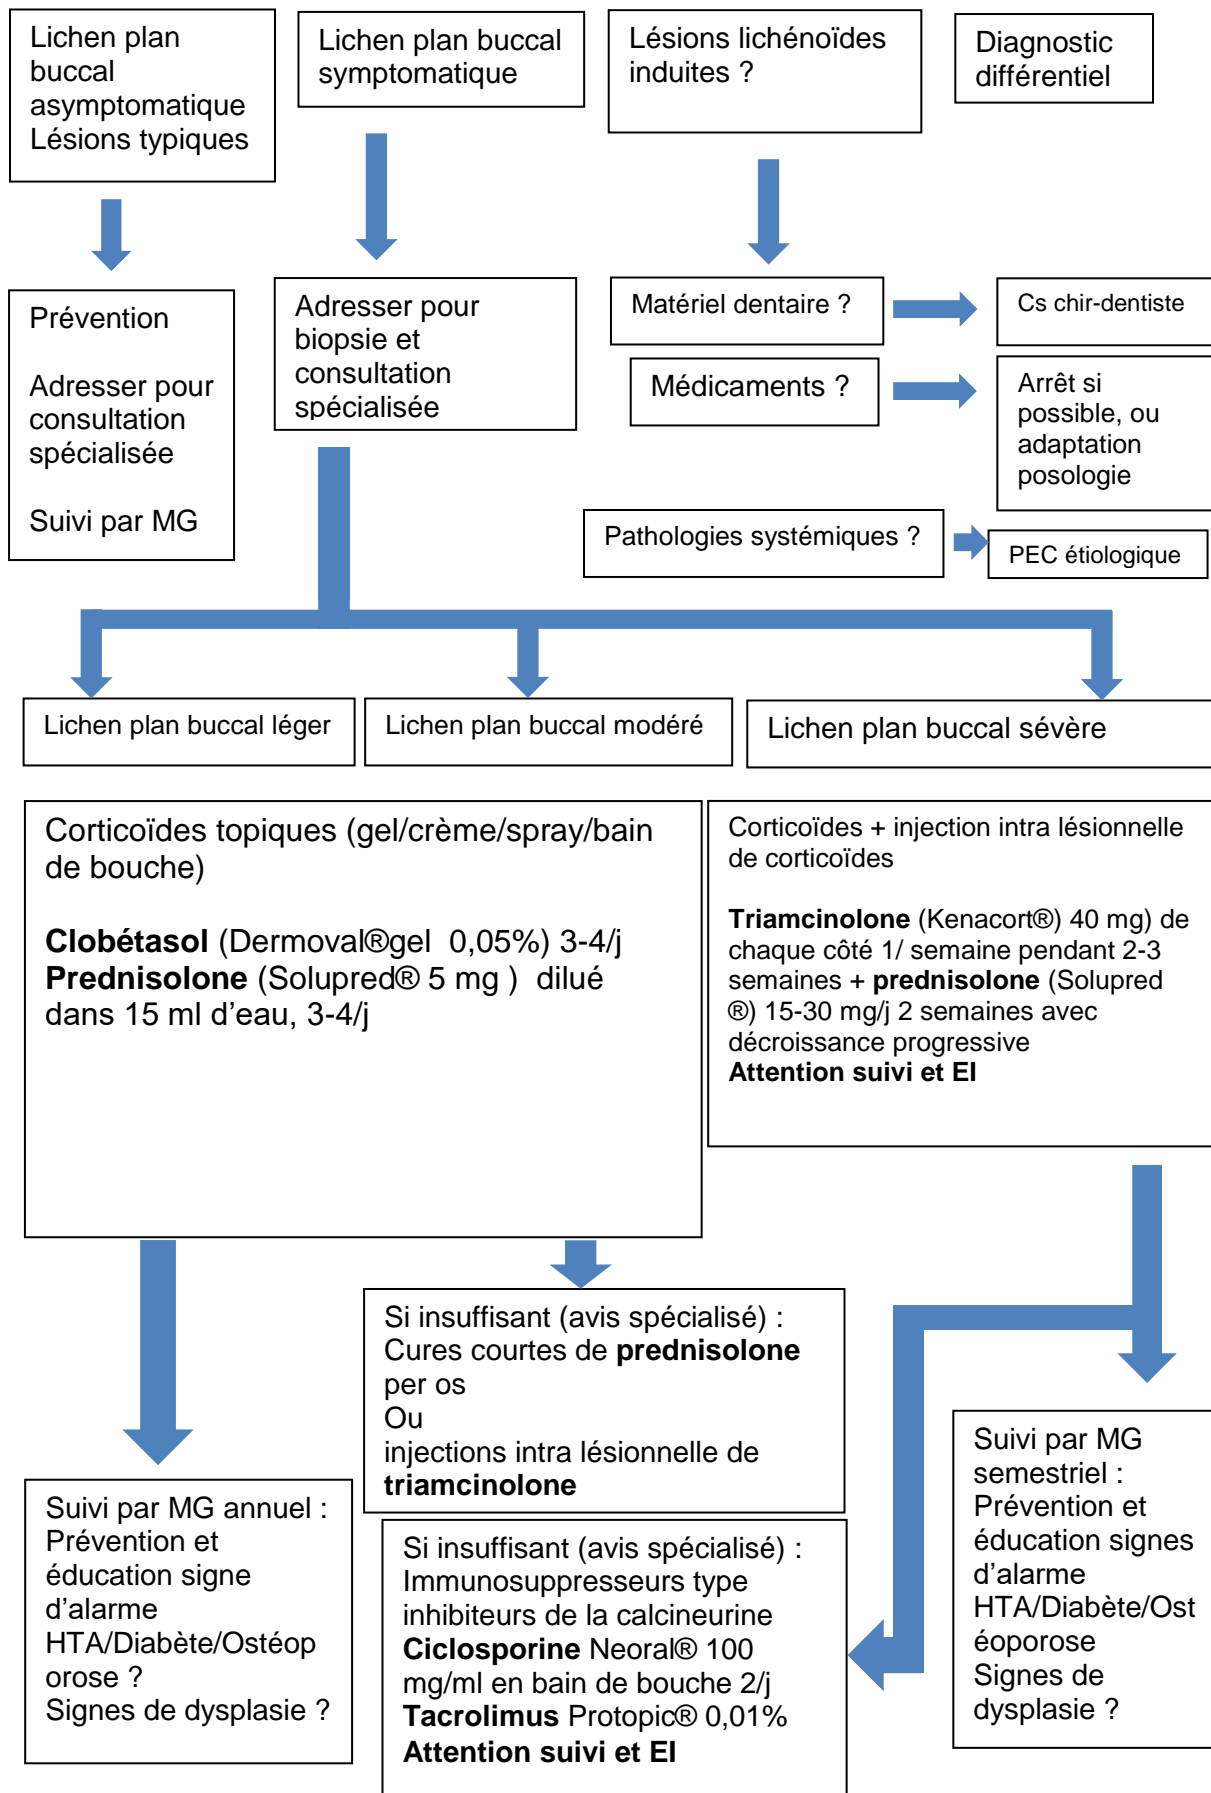 Lichen plan
buccal
asymptomatique
Lésions typiques
Lichen plan buccal
symptomatique
Lésions lichénoïdes
induites ?
Diagnostic
différentiel
Prévention
Adresser pour
consultation
spécialisée
Suivi par MG
Adresser pour
biopsie et
consultation
spécialisée
Matériel dentaire ?
Cs chir-dentiste
Médicaments ?
Arrêt si
possible, ou
adaptation
posologie
Pathologies systémiques ?
PEC étiologique
Lichen plan buccal léger
Lichen plan buccal modéré
Lichen plan buccal sévère
Corticoïdes topiques (gel/crème/spray/bain
de bouche)
Clobétasol (Dermoval®gel  0,05%) 3-4/j
Prednisolone (Solupred® 5 mg )  dilué
dans 15 ml d'eau, 3-4/j
Corticoïdes + injection intra lésionnelle
de corticoïdes
Triamcinolone (Kenacort®) 40 mg) de
chaque côté 1/ semaine pendant 2-3
semaines + prednisolone (Solupred
®) 15-30 mg/j 2 semaines avec
décroissance progressive
Attention suivi et EI
Si insuffisant (avis spécialisé) :
Cures courtes de prednisolone
per os
Ou
injections intra lésionnelle de
triamcinolone
Suivi par MG annuel :
Prévention et
éducation signe
d'alarme
HTA/Diabète/Ostéop
orose ?
Signes de dysplasie ?
Si insuffisant (avis spécialisé) :
Immunosuppresseurs type
inhibiteurs de la calcineurine
Ciclosporine Neoral® 100
mg/ml en bain de bouche 2/j
Tacrolimus Protopic® 0,01%
Attention suivi et EI
Suivi par MG
semestriel :
Prévention et
éducation signes
d'alarme
HTA/Diabète/Ost
éoporose
Signes de
dysplasie ?